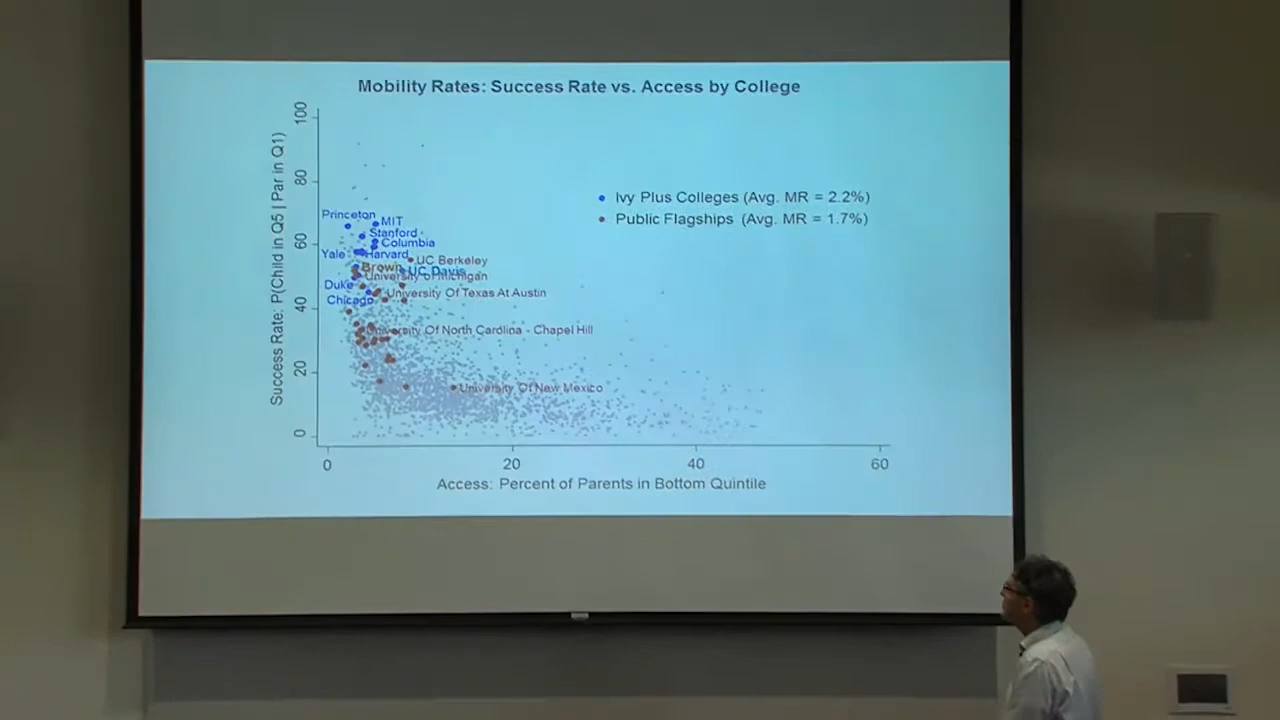 Mobility Rates: Success Rate vs. Access by College
Success Rate: P(Child in Q5 | Par in Q1)
100
80
60
40
20
0
Ivy Plus Colleges (Avg. MR = 2.2%)
Public Flagships (Avg. MR = 1.7%)
Princeton
MIT
Stanford
Columbia
Yale
Harvard
UC Berkeley
Brown
UC Davis
University of Michigan
Duke
University Of Texas At Austin
Chicago
University Of North Carolina - Chapel Hill
University Of New Mexico
0
20
40
60
Access: Percent of Parents in Bottom Quintile